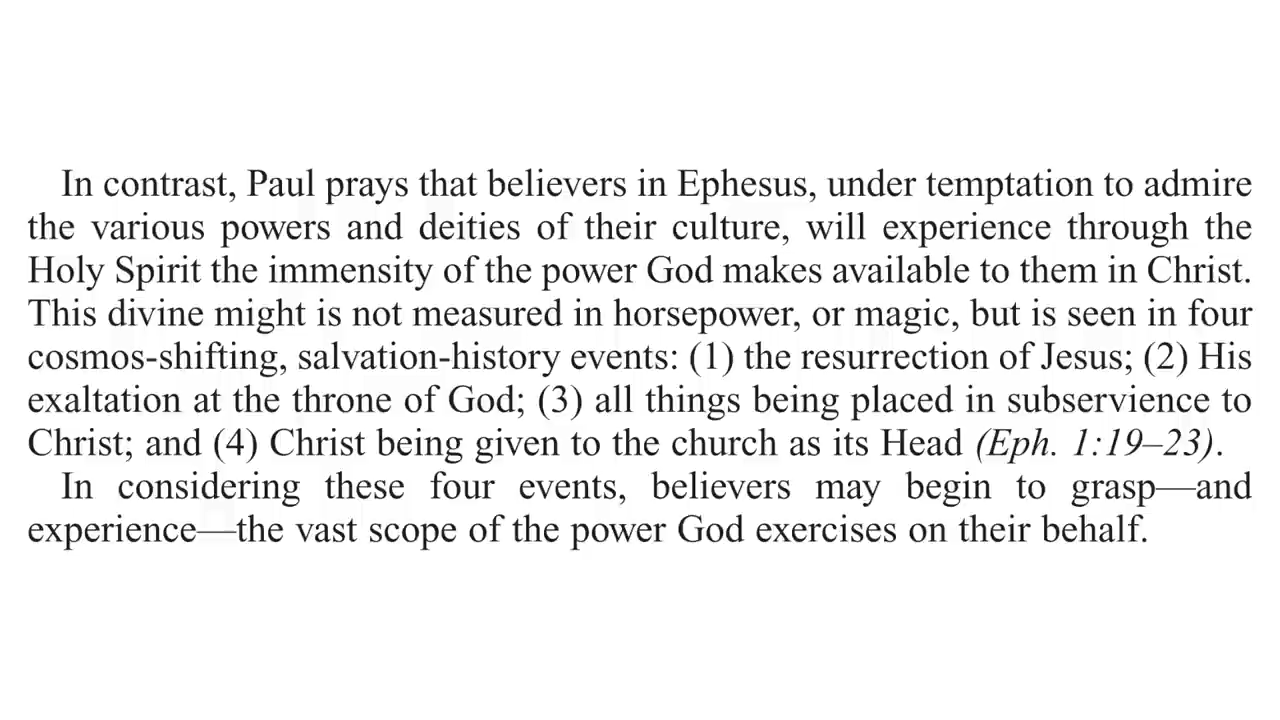 In contrast, Paul prays that believers in Ephesus, under temptation to admire
the various powers and deities of their culture, will experience through the
Holy Spirit the immensity of the power God makes available to them in Christ.
This divine might is not measured in horsepower, or magic, but is seen in four
cosmos-shifting, salvation-history events: (1) the resurrection of Jesus; (2) His
exaltation at the throne of God; (3) all things being placed in subservience to
Christ; and (4) Christ being given to the church as its Head (Eph. 1:19–23).
In considering these four events, believers may begin to grasp—and
experience—the vast scope of the power God exercises on their behalf.